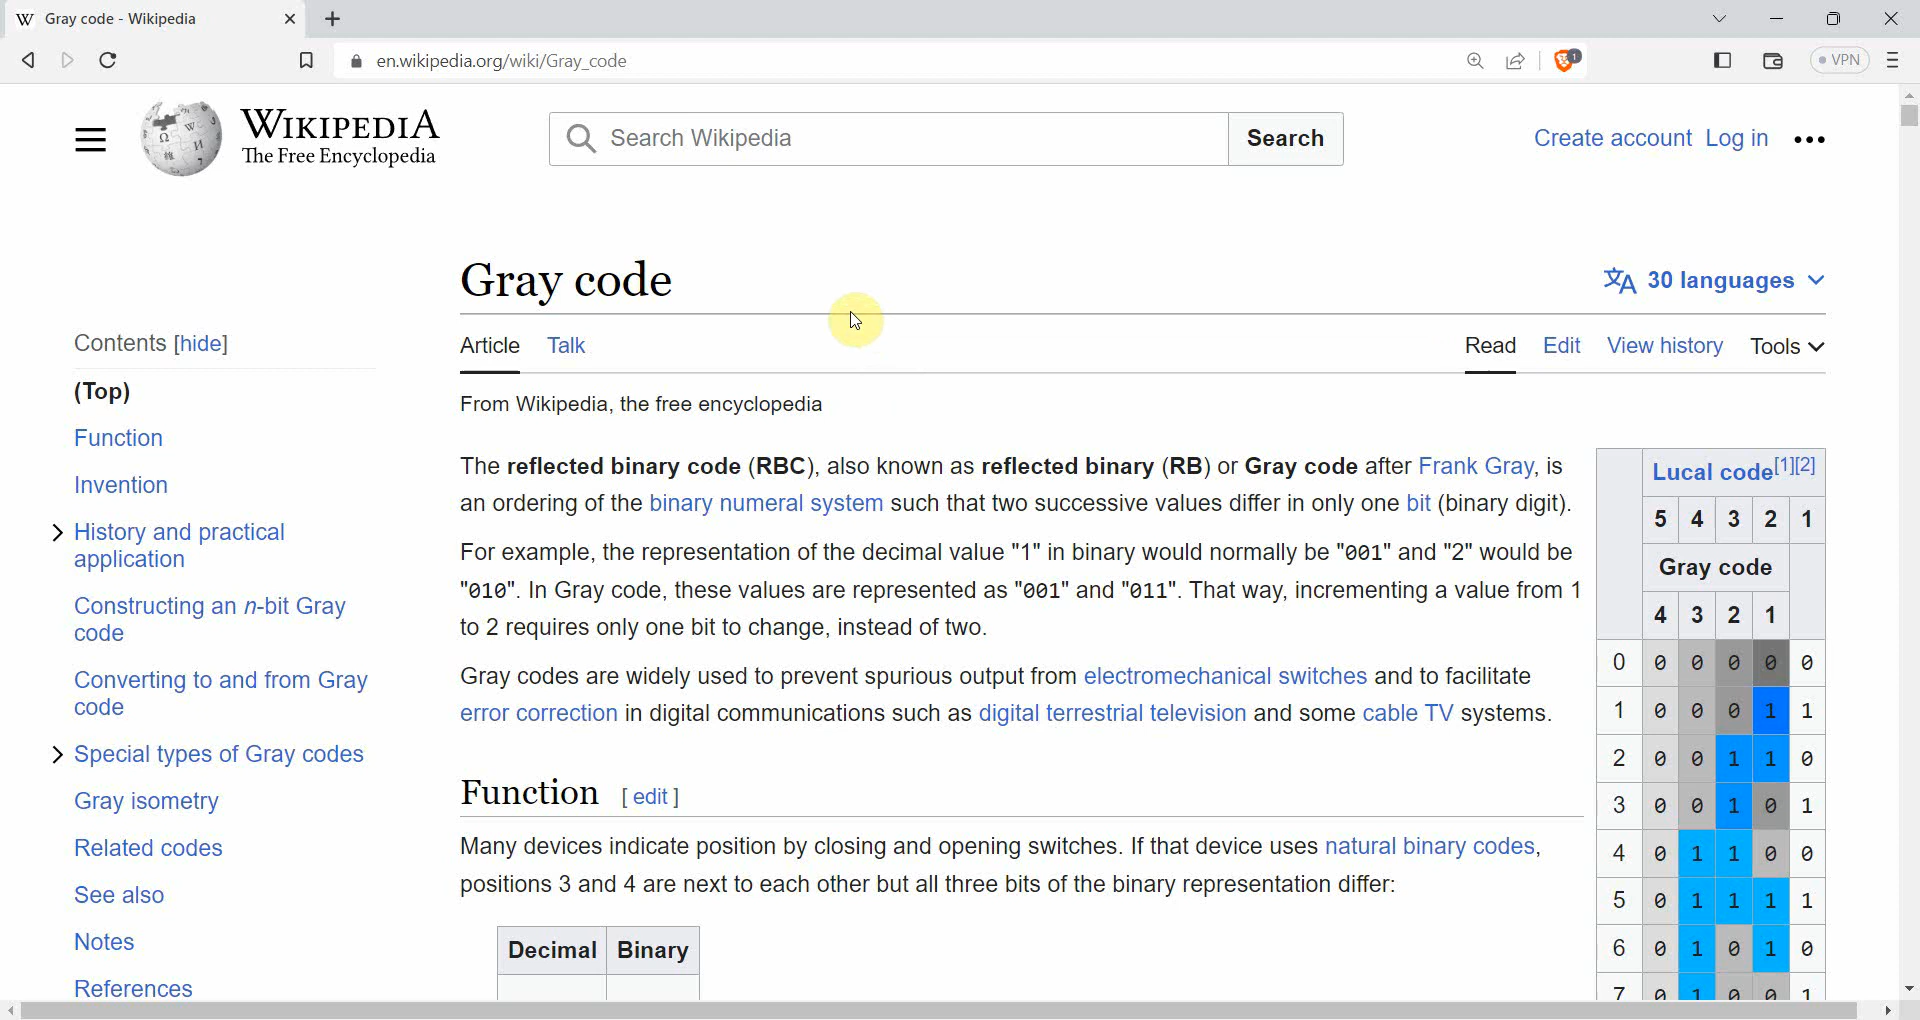 Gray code - Wikipedia
en.wikipedia.org/wiki/Gray_code
1
VPN
WIKIPEDIA
The Free Encyclopedia
Search Wikipedia
Search
Create account Log in
Gray code
30 languages
Contents [hide]
Article Talk
Read Edit View history Tools
(Top)
Function
Invention
History and practical
application
Constructing an n-bit Gray
code
Converting to and from Gray
code
Special types of Gray codes
Gray isometry
Related codes
See also
Notes
References
From Wikipedia, the free encyclopedia
The reflected binary code (RBC), also known as reflected binary (RB) or Gray code after Frank Gray, is
an ordering of the binary numeral system such that two successive values differ in only one bit (binary digit).
For example, the representation of the decimal value "1" in binary would normally be "001" and "2" would be
"010". In Gray code, these values are represented as "001" and "011". That way, incrementing a value from 1
to 2 requires only one bit to change, instead of two.
Gray codes are widely used to prevent spurious output from electromechanical switches and to facilitate
error correction in digital communications such as digital terrestrial television and some cable TV systems.
Function [ edit ]
Many devices indicate position by closing and opening switches. If that device uses natural binary codes,
positions 3 and 4 are next to each other but all three bits of the binary representation differ:
Decimal Binary
Lucal code[1][2]
5 4 3 2 1
Gray code
4 3 2 1
0 0 0 0 0 0
1 0 0 0 1 1
2 0 0 1 1 0
3 0 0 1 0 1
4 0 1 1 0 0
5 0 1 1 1 1
6 0 1 0 1 0
7 0 1 0 0 1